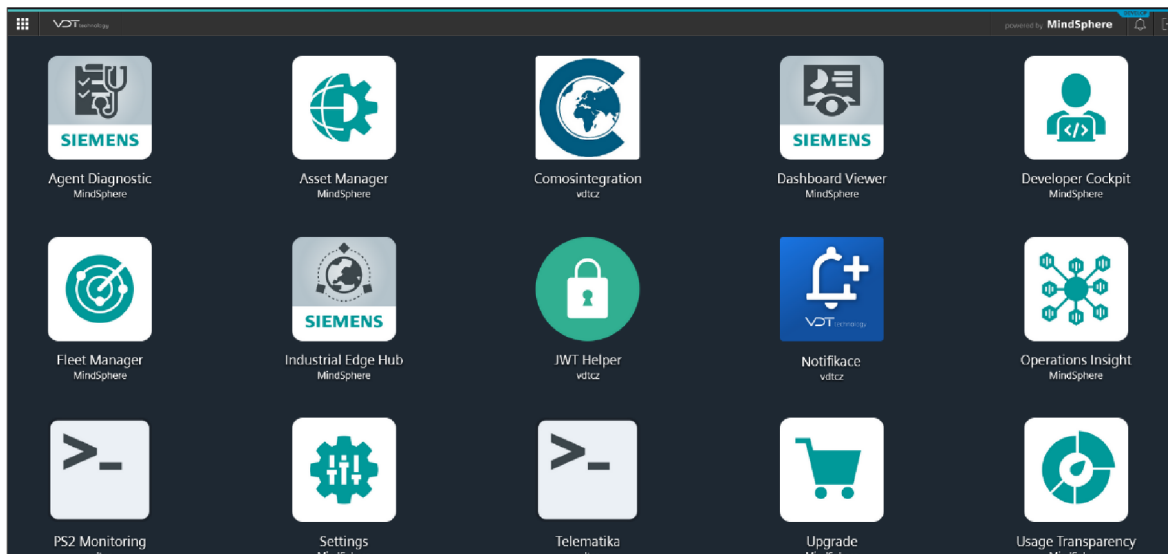 VDT technology
powered by MindSphere
SIEMENS
SIEMENS
Agent Diagnostic
MindSphere
Asset Manager
MindSphere
Comosintegration
vdtcz
Dashboard Viewer
MindSphere
</>
Developer Cockpit
MindSphere
SIEMENS
VDT technology
Fleet Manager
MindSphere
Industrial Edge Hub
MindSphere
JWT Helper
vdtcz
Notifikace
vdtcz
Operations Insight
MindSphere
>_
>_
PS2 Monitoring
Settings
Telematika
Upgrade
Usage Transparency